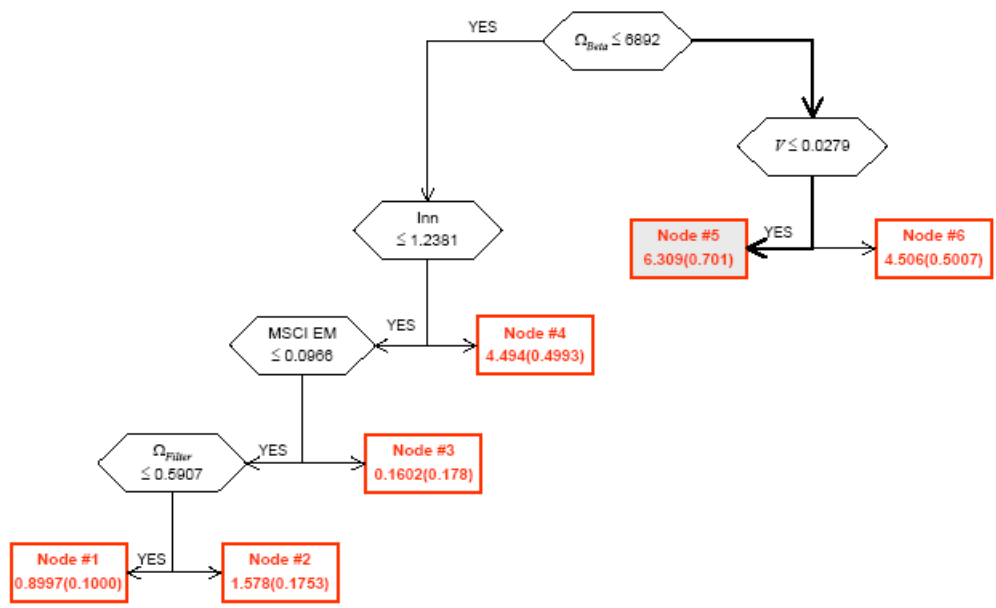 YES
Ω_Beta ≤ 6892
V ≤ 0.0279
Inn
≤ 1.2381
Node #5
6.309(0.701)
YES
Node #6
4.506(0.5007)
MSCI EM
≤ 0.0966
YES
Node #4
4.494(0.4993)
Ω_Filter
≤ 0.5907
YES
Node #3
0.1602(0.178)
Node #1
0.8997(0.1000)
YES
Node #2
1.578(0.1753)